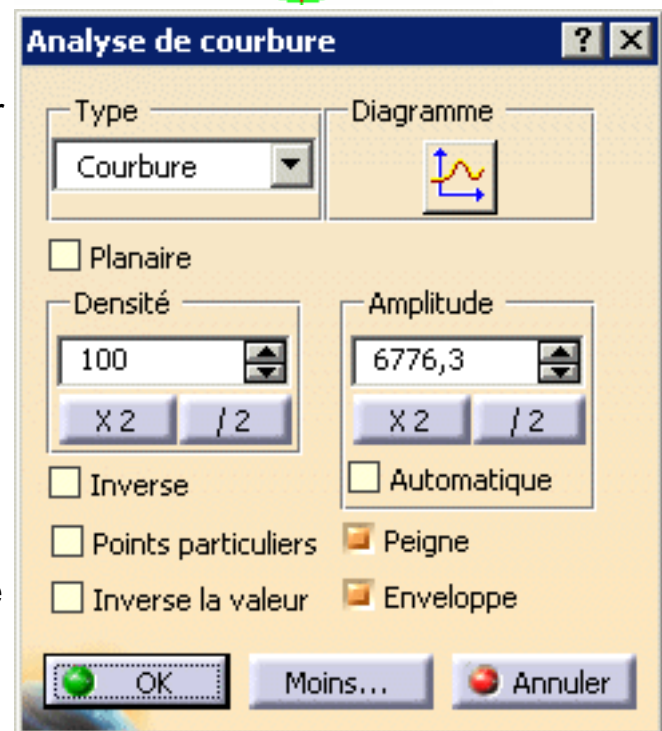 Analyse de courbure
Type
Diagramme
Courbure
Planaire
Densité
Amplitude
100
6776,3
X 2
/ 2
X 2
/ 2
Inverse
Automatique
Points particuliers
Peigne
Inverse la valeur
Enveloppe
OK
Moins...
Annuler